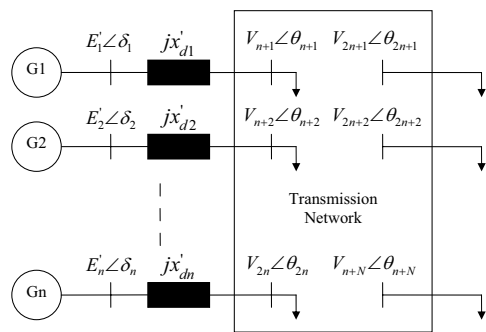 G1 E'₁∠δ₁ jx'd1 Vn+1∠θn+1 V2n+1∠θ2n+1
G2 E'₂∠δ₂ jx'd2 Vn+2∠θn+2 V2n+2∠θ2n+2
Transmission
Network
Gn E'n∠δn jx'dn V2n∠θ2n Vn+N∠θn+N